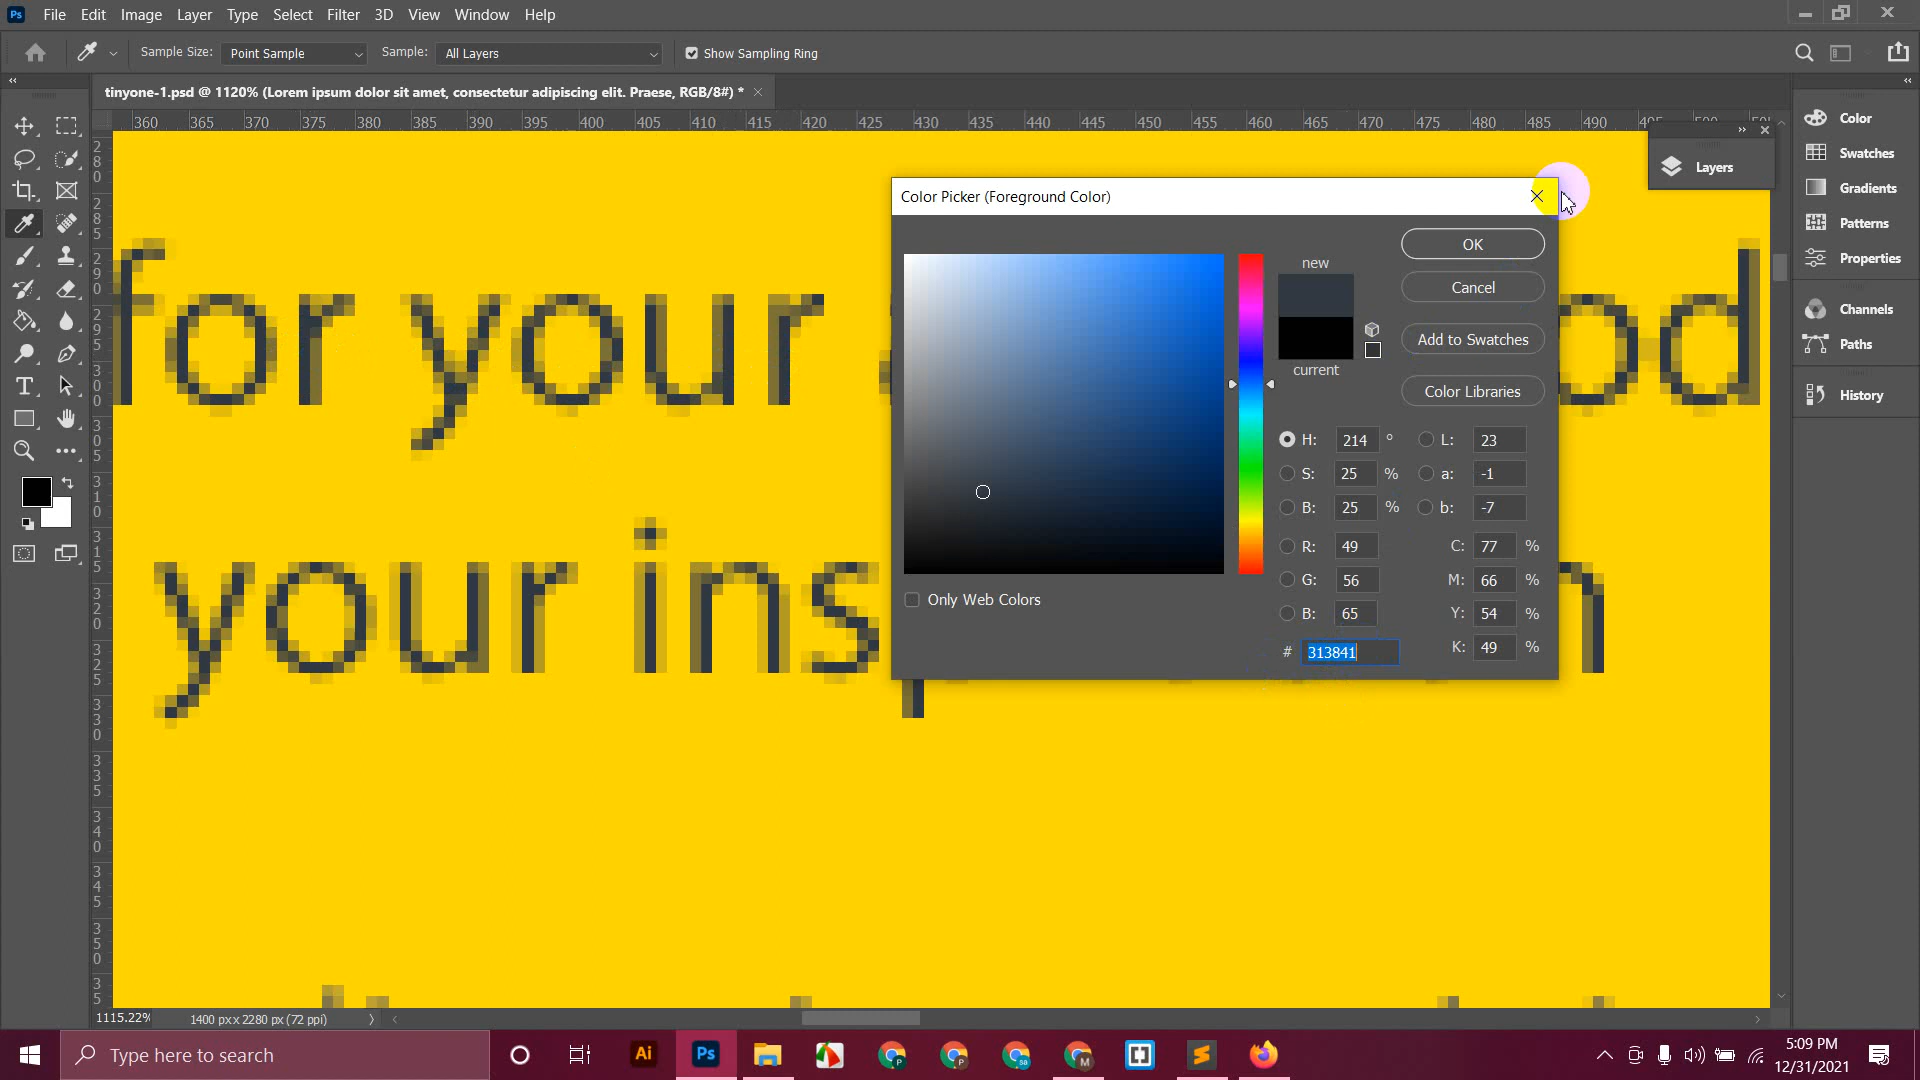 File Edit Image Layer Type Select Filter 3D View Window Help
Sample Size: Point Sample Sample: All Layers Show Sampling Ring
tinyone-1.psd @ 1120% (Lorem ipsum dolor sit amet, consectetur adipiscing elit. Praese, RGB/8#) *
360 365 370 375 380 385 390 395 400 405 410 415 420 425 430 435 440 445 450 455 460 465 470 475 480 485 490
Color
Swatches
Gradients
Patterns
Properties
Channels
Paths
History
Layers
for your
od
your insp
n
Color Picker (Foreground Color)
new
current
OK
Cancel
Add to Swatches
Color Libraries
H: 214 ° L: 23
S: 25 % a: -1
B: 25 % b: -7
R: 49 C: 77 %
G: 56 M: 66 %
B: 65 Y: 54 %
# 313841 K: 49 %
Only Web Colors
1115.22% 1400 px x 2280 px (72 ppi)
Type here to search
5:09 PM
12/31/2021